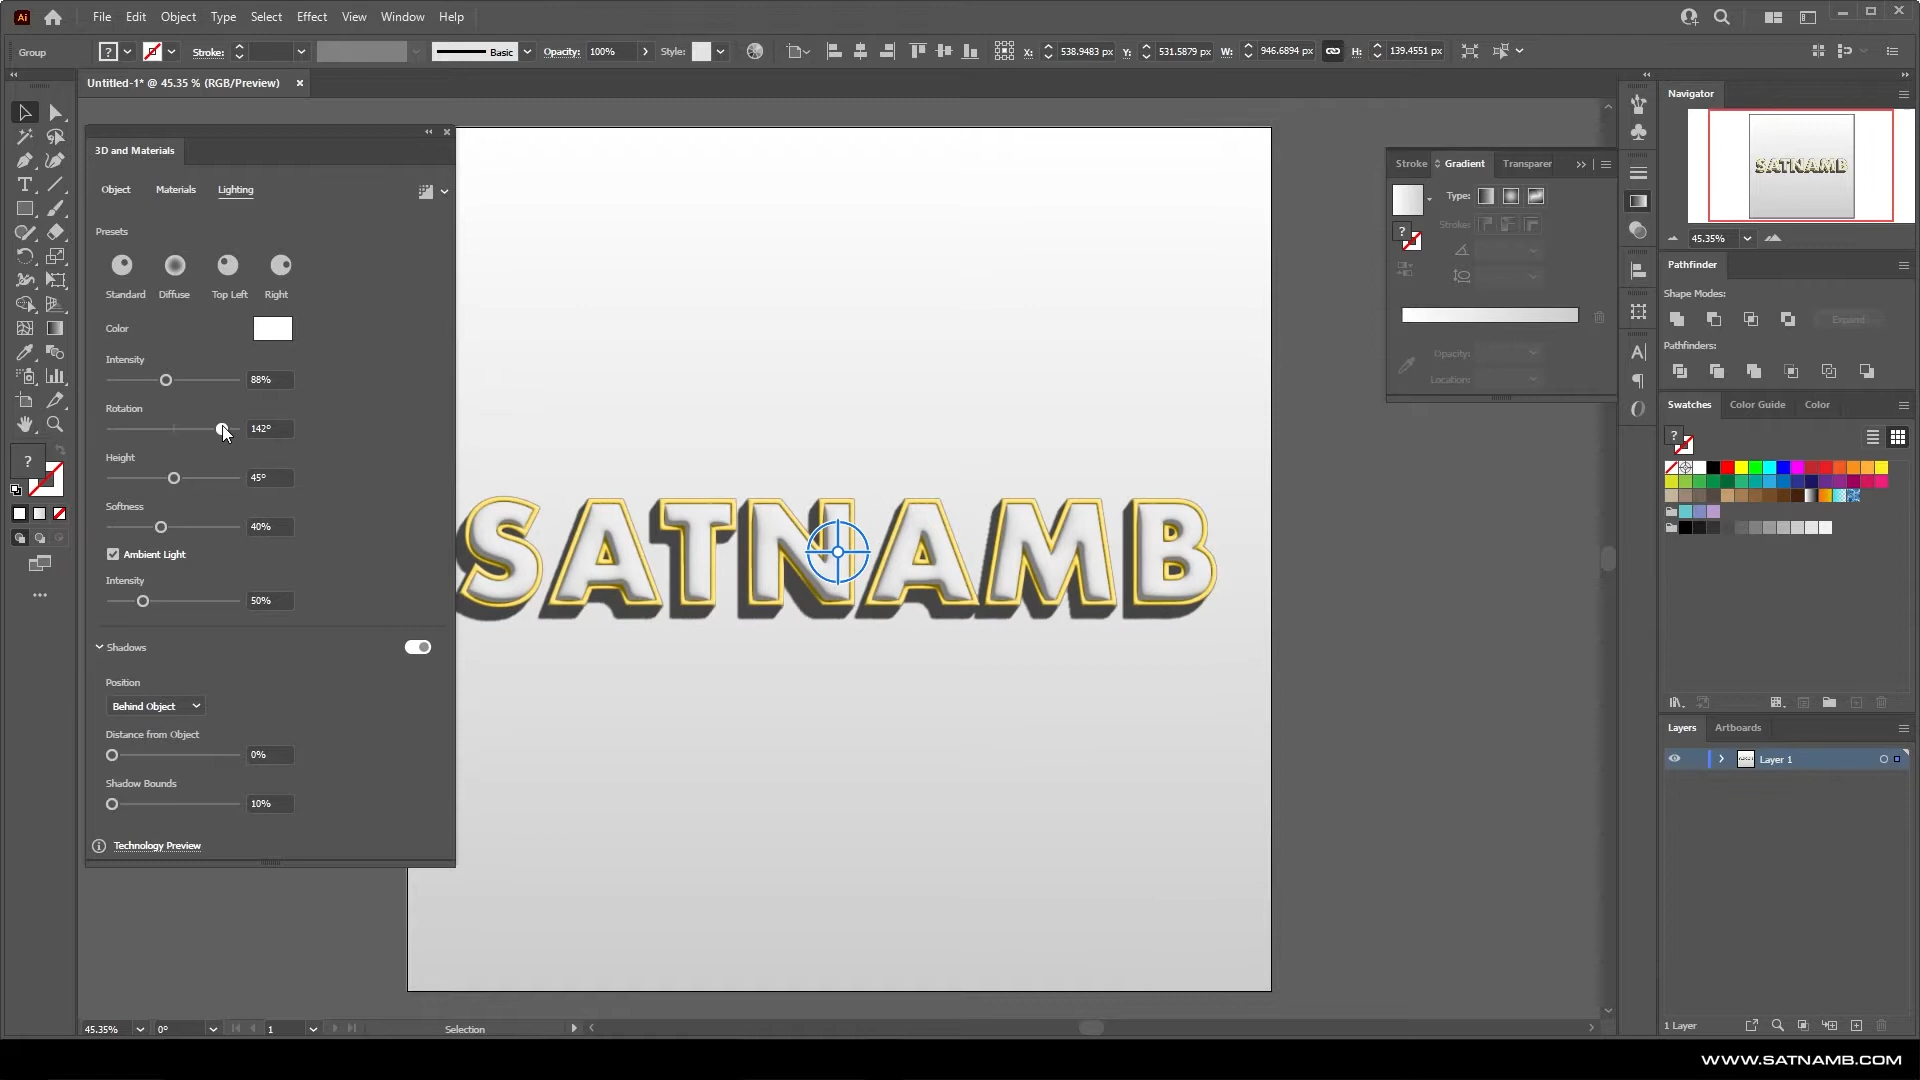 Ai File Edit Object Type Select Effect View Window Help
Group ? Stroke: Basic Opacity: 100% Style: X: 538.9483 px Y: 531.5879 px W: 946.6894 px H: 139.4551 px
Untitled-1* @ 45.35 % (RGB/Preview)
3D and Materials
Object Materials Lighting
Presets
Standard Diffuse Top Left Right
Color
Intensity
88%
Rotation
142°
Height
45°
Softness
40%
Ambient Light
Intensity
50%
Shadows
Position
Behind Object
Distance from Object
0%
Shadow Bounds
10%
Technology Preview
?
SATNAMB
Stroke Gradient Transparer
Type:
Stroke:
?
Opacity:
Location:
Navigator
SATNAMB
45.35%
Pathfinder
Shape Modes:
Expand
Pathfinders:
Swatches Color Guide Color
?
Layers Artboards
Layer 1
1 Layer
45.35% 0° 1 Selection
WWW.SATNAMB.COM